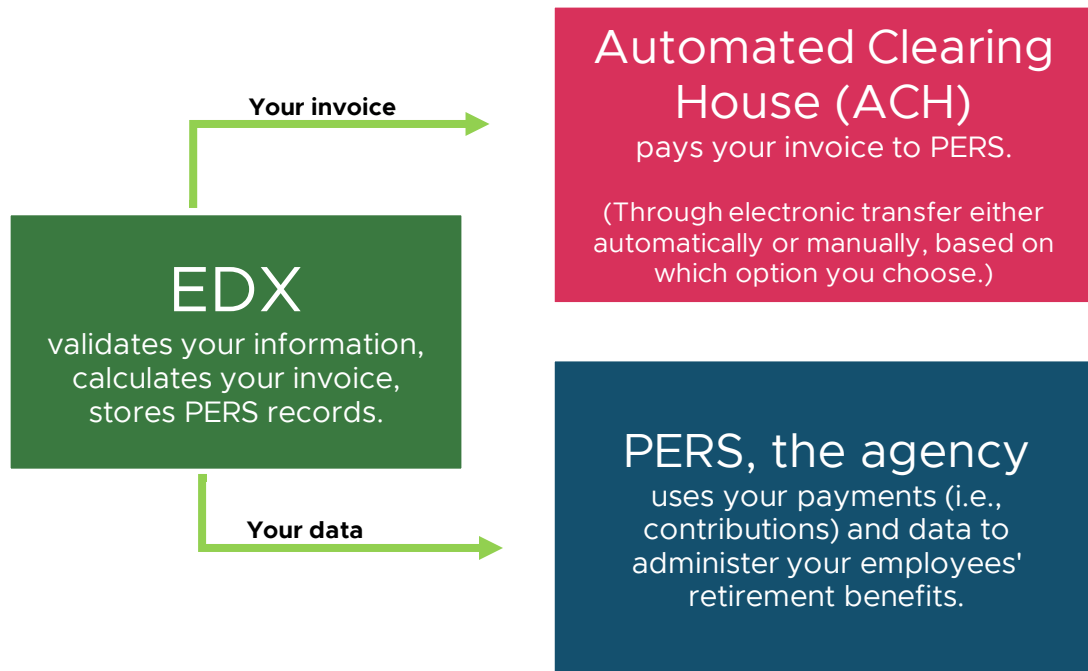 Your invoice
EDX
validates your information,
calculates your invoice,
stores PERS records.
Your data
Automated Clearing
House (ACH)
pays your invoice to PERS.
(Through electronic transfer either
automatically or manually, based on
which option you choose.)
PERS, the agency
uses your payments (i.e.,
contributions) and data to
administer your employees'
retirement benefits.